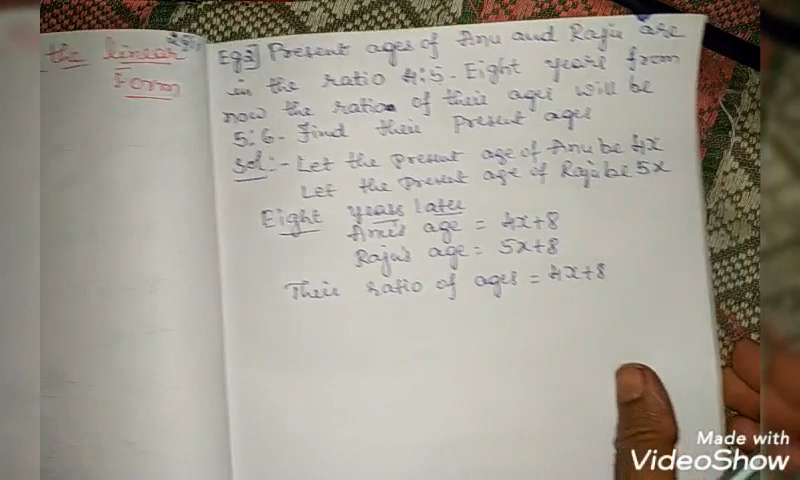 the linear
Form
Eg 3] Present ages of Anu and Raju are
in the ratio 4:5. Eight years from
now the ratio of their ages will be
5:6. Find their present ages
Sol:- Let the present age of Anu be 4x
Let the present age of Raju be 5x
Eight years later
Anu's age = 4x+8
Raju's age = 5x+8
Their ratio of ages = 4x+8
Made with
VideoShow